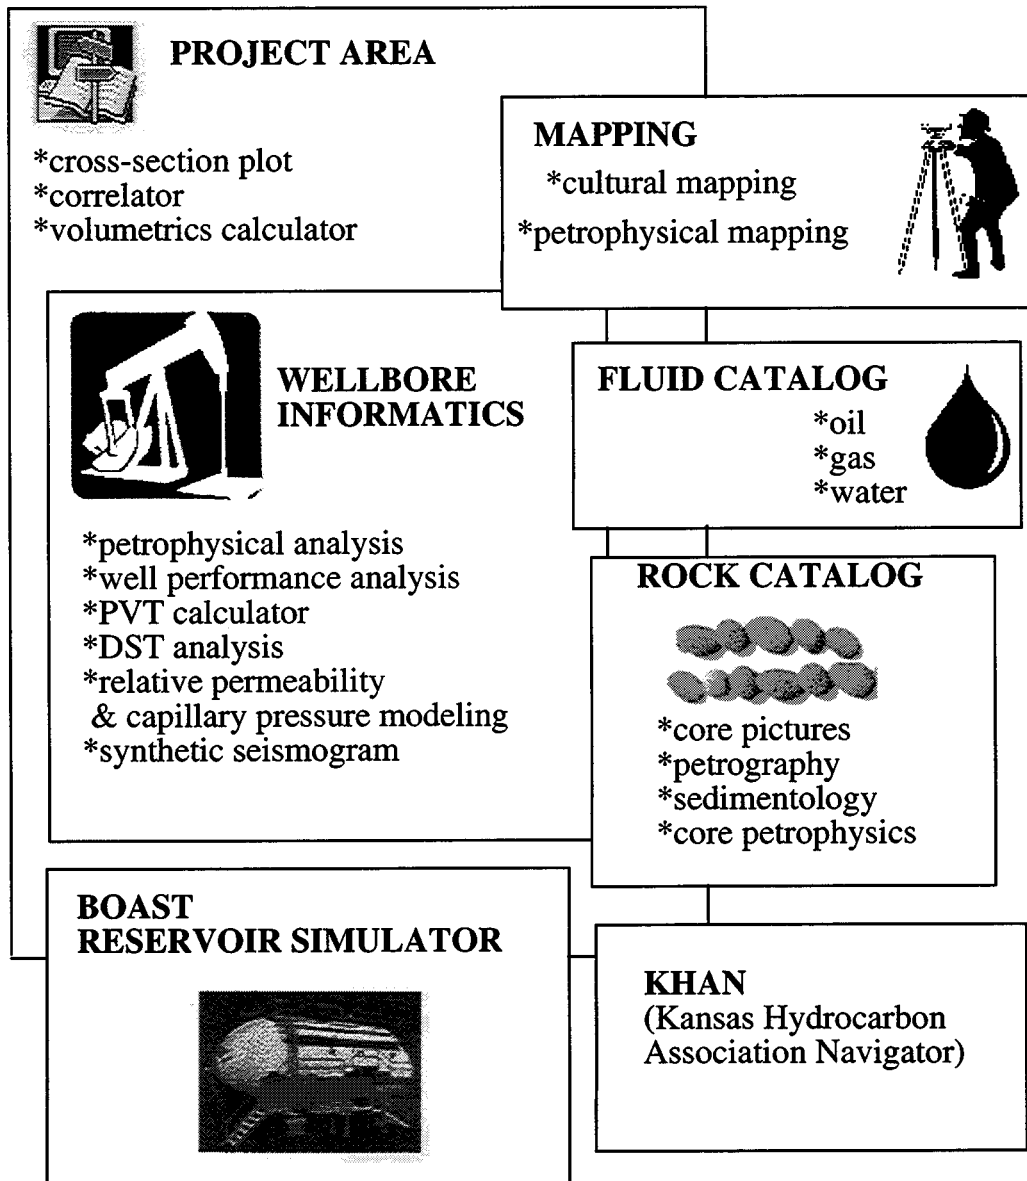 PROJECT AREA
*cross-section plot
*correlator
*volumetrics calculator
MAPPING
*cultural mapping
*petrophysical mapping
WELLBORE
INFORMATICS
*petrophysical analysis
*well performance analysis
*PVT calculator
*DST analysis
*relative permeability
& capillary pressure modeling
*synthetic seismogram
FLUID CATALOG
*oil
*gas
*water
ROCK CATALOG
*core pictures
*petrography
*sedimentology
*core petrophysics
BOAST
RESERVOIR SIMULATOR
KHAN
(Kansas Hydrocarbon
Association Navigator)